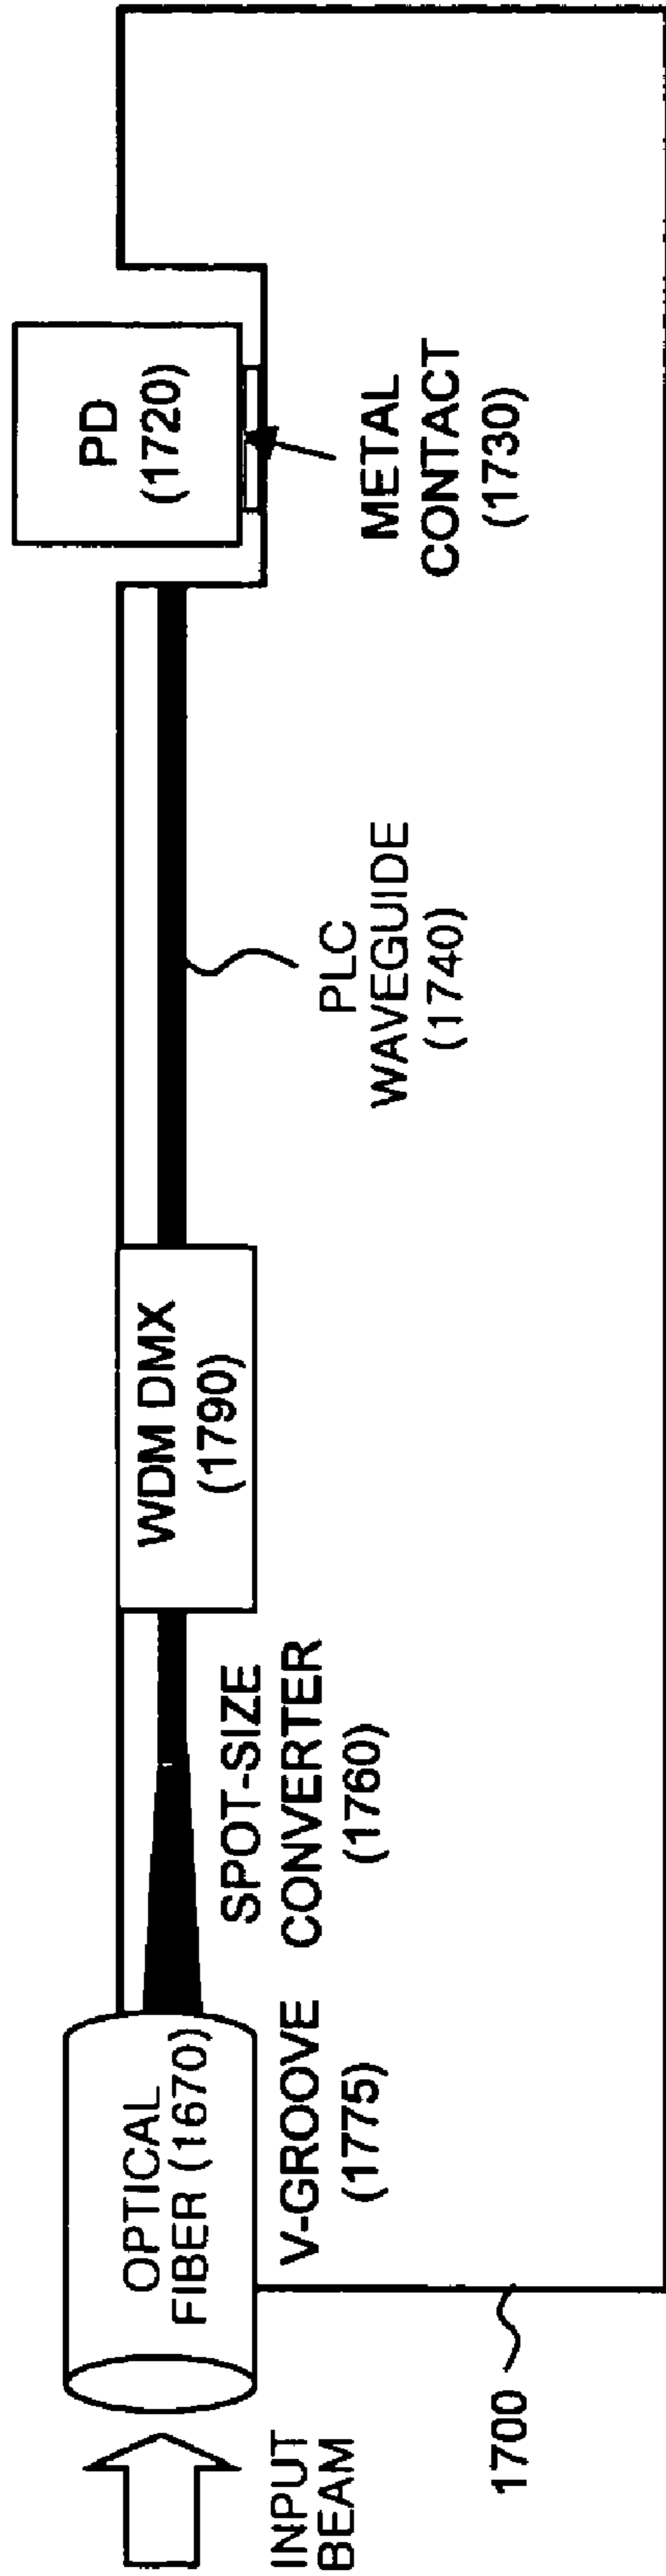 INPUT
BEAM
OPTICAL
FIBER (1670)
V-GROOVE
(1775)
1700
SPOT-SIZE
CONVERTER
(1760)
WDM DMX
(1790)
PLC
WAVEGUIDE
(1740)
PD
(1720)
METAL
CONTACT
(1730)